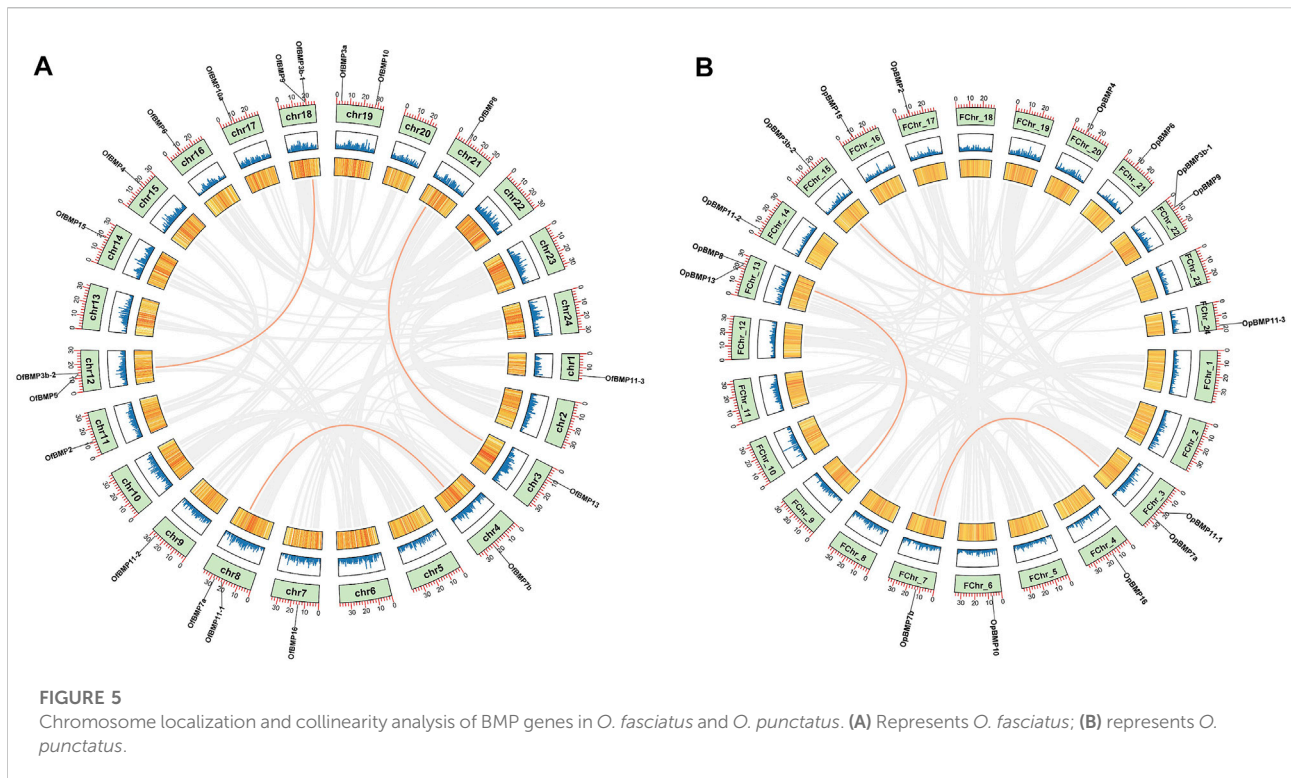 A
OfBMP3b-1
OfBMP9
OfBMP3a
OfBMP10
OfBMP8
OfBMP10a
OfBMP6
OfBMP4
OfBMP15
OfBMP3b-2
OfBMP2
OfBMP11-2
OfBMP7a
OfBMP11-1
OfBMP16
OfBMP7b
OfBMP13
OfBMP11-3
chr1
chr2
chr3
chr4
chr5
chr6
chr7
chr8
chr9
chr10
chr11
chr12
chr13
chr14
chr15
chr16
chr17
chr18
chr19
chr20
chr21
chr22
chr23
chr24
B
OpBMP2
OpBMP15
OpBMP3b-2
OpBMP11-2
OpBMP8
OpBMP13
OpBMP4
OpBMP6
OpBMP3b-1
OpBMP9
OpBMP11-3
OpBMP11-1
OpBMP7a
OpBMP16
OpBMP10
OpBMP7b
FChr_1
FChr_2
FChr_3
FChr_4
FChr_5
FChr_6
FChr_7
FChr_8
FChr_9
FChr_10
FChr_11
FChr_12
FChr_13
FChr_14
FChr_15
FChr_16
FChr_17
FChr_18
FChr_19
FChr_20
FChr_21
FChr_22
FChr_23
FChr_24
FIGURE 5
Chromosome localization and collinearity analysis of BMP genes in O. fasciatus and O. punctatus. (A) Represents O. fasciatus; (B) represents O.
punctatus.